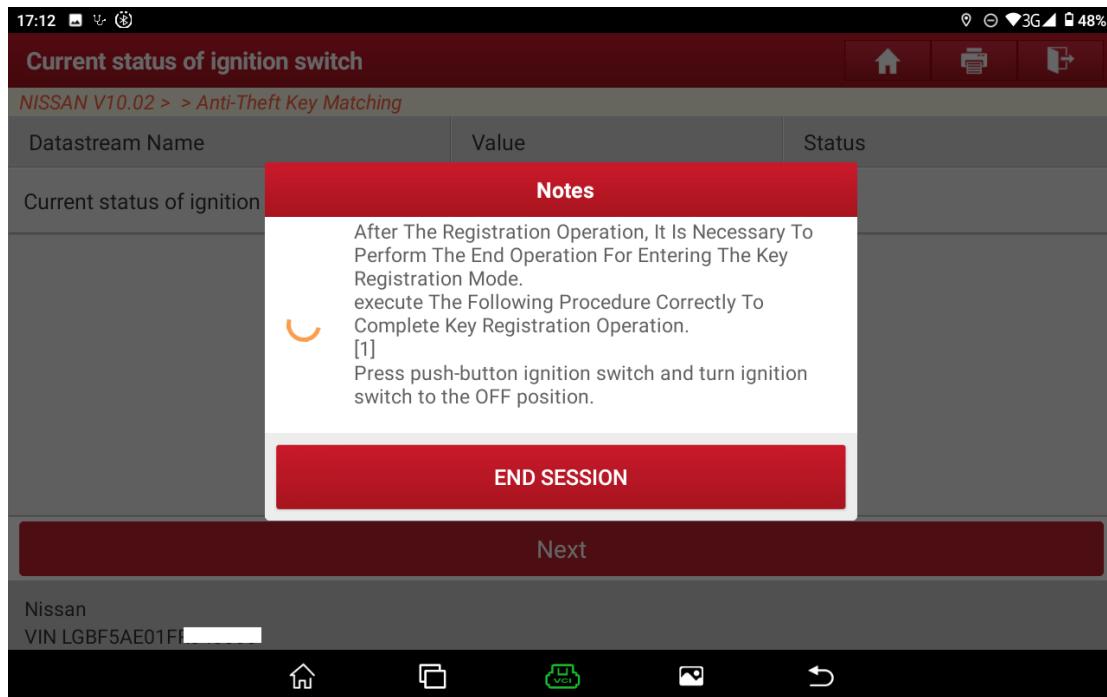 17:12
3G 48%
Current status of ignition switch
NISSAN V10.02 > > Anti-Theft Key Matching
Datastream Name Value Status
Current status of ignition
Notes
After The Registration Operation, It Is Necessary To
Perform The End Operation For Entering The Key
Registration Mode.
execute The Following Procedure Correctly To
Complete Key Registration Operation.
[1]
Press push-button ignition switch and turn ignition
switch to the OFF position.
END SESSION
Next
Nissan
VIN LGBF5AE01F
VCI